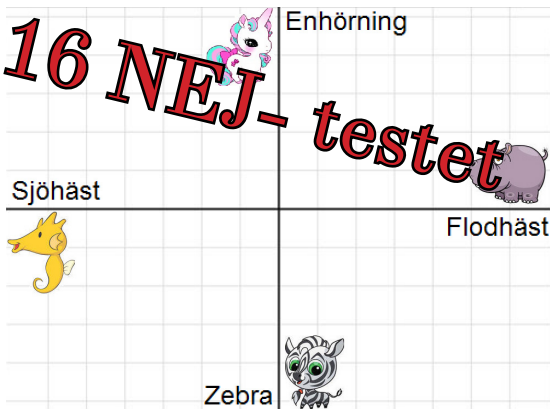 Enhörning
16 NEJ- testet
Sjöhäst
Flodhäst
Zebra